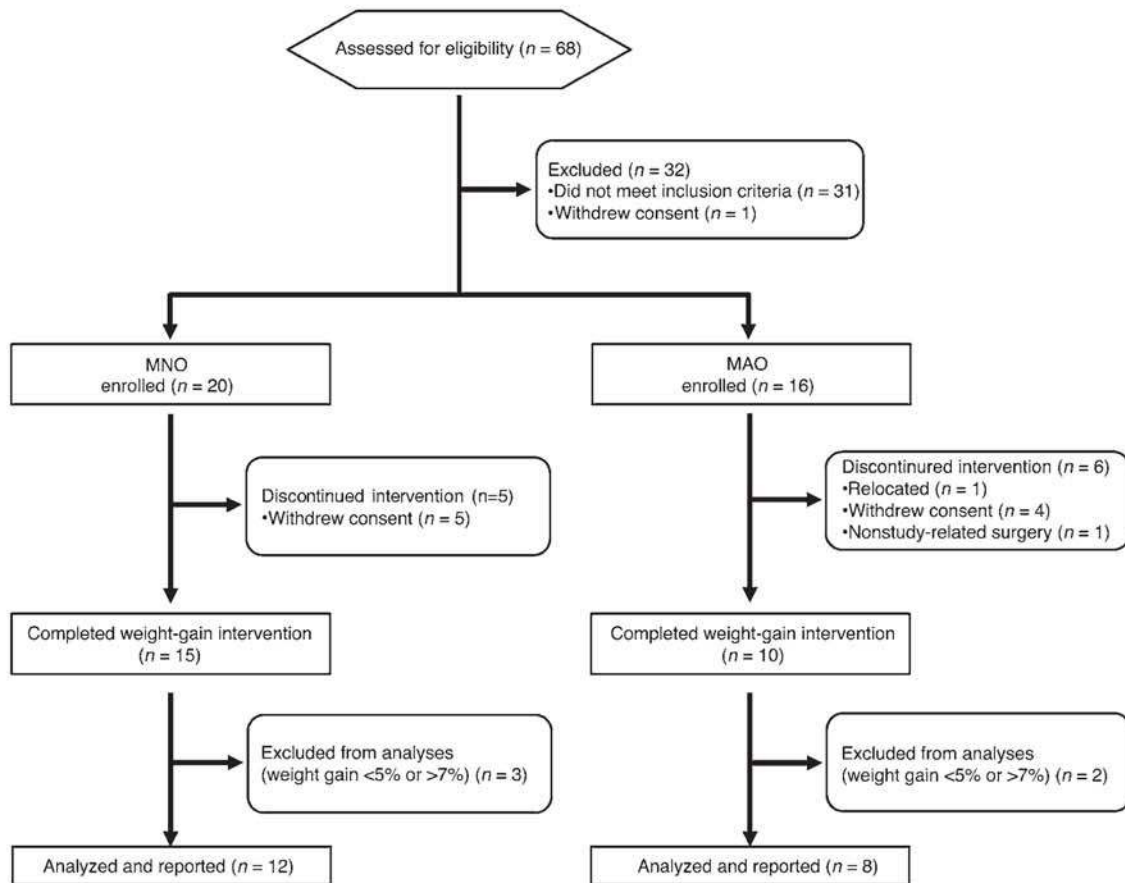 Assessed for eligibility (n = 68)
Excluded (n = 32)
•Did not meet inclusion criteria (n = 31)
•Withdrew consent (n = 1)
MNO
enrolled (n = 20)
MAO
enrolled (n = 16)
Discontinued intervention (n=5)
•Withdrew consent (n = 5)
Discontinured intervention (n = 6)
•Relocated (n = 1)
•Withdrew consent (n = 4)
•Nonstudy-related surgery (n = 1)
Completed weight-gain intervention
(n = 15)
Completed weight-gain intervention
(n = 10)
Excluded from analyses
(weight gain <5% or >7%) (n = 3)
Excluded from analyses
(weight gain <5% or >7%) (n = 2)
Analyzed and reported (n = 12)
Analyzed and reported (n = 8)